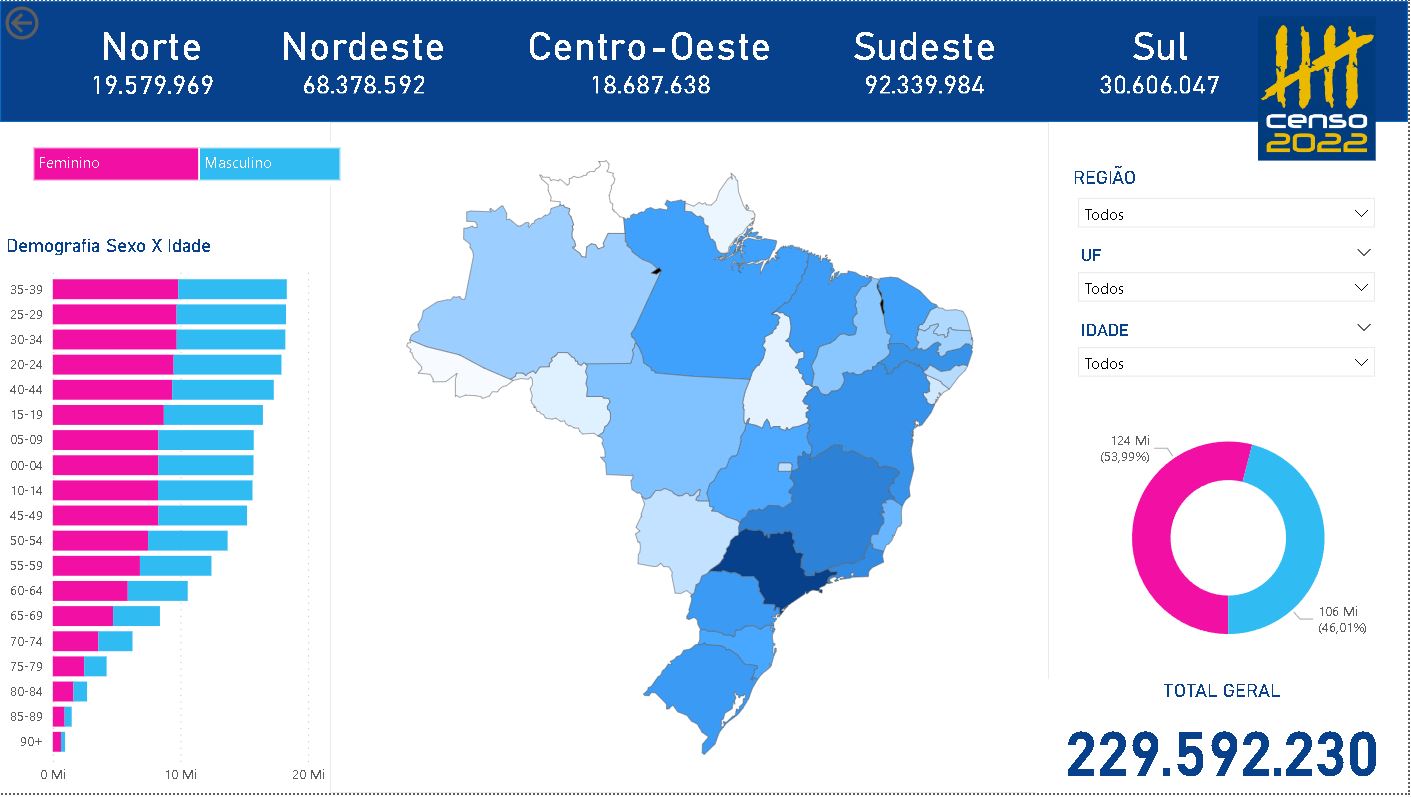 Norte
19.579.969
Nordeste
68.378.592
Centro-Oeste
18.687.638
Sudeste
92.339.984
Sul
30.606.047
censo
2022
Feminino
Masculino
Demografia Sexo X Idade
35-39
25-29
30-34
20-24
40-44
15-19
05-09
00-04
10-14
45-49
50-54
55-59
60-64
65-69
70-74
75-79
80-84
85-89
90+
0 Mi
10 Mi
20 Mi
REGIÃO
Todos
UF
Todos
IDADE
Todos
124 Mi
(53,99%)
106 Mi
(46,01%)
TOTAL GERAL
229.592.230